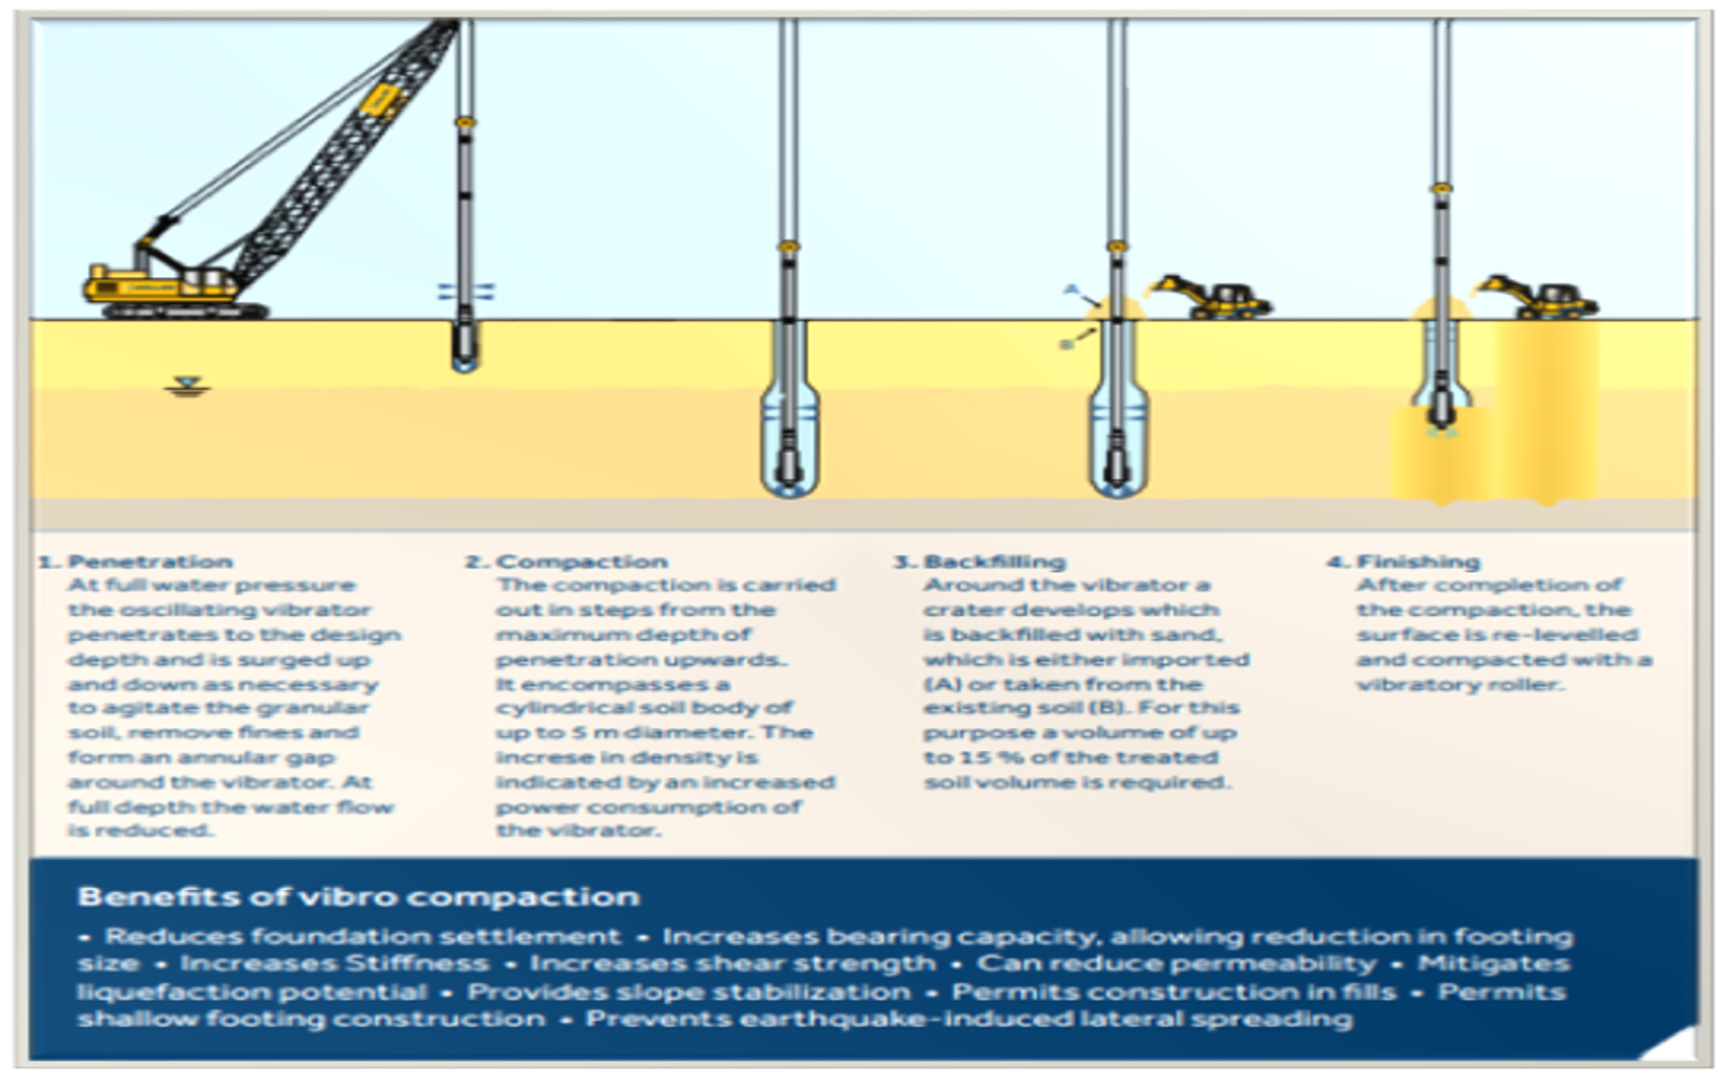 A
B
1. Penetration
At full water pressure
the oscillating vibrator
penetrates to the design
depth and is surged up
and down as necessary
to agitate the granular
soil, remove fines and
form an annular gap
around the vibrator. At
full depth the water flow
is reduced.
2. Compaction
The compaction is carried
out in steps from the
maximum depth of
penetration upwards.
It encompasses a
cylindrical soil body of
up to 5 m diameter. The
increse in density is
indicated by an increased
power consumption of
the vibrator.
3. Backfilling
Around the vibrator a
crater develops which
is backfilled with sand,
which is either imported
(A) or taken from the
existing soil (B). For this
purpose a volume of up
to 15 % of the treated
soil volume is required.
4. Finishing
After completion of
the compaction, the
surface is re-levelled
and compacted with a
vibratory roller.
Benefits of vibro compaction
• Reduces foundation settlement • Increases bearing capacity, allowing reduction in footing
size • Increases Stiffness • Increases shear strength • Can reduce permeability • Mitigates
liquefaction potential • Provides slope stabilization • Permits construction in fills • Permits
shallow footing construction • Prevents earthquake-induced lateral spreading